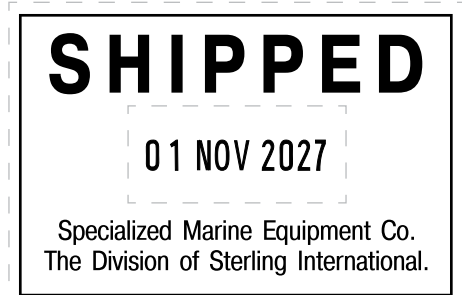 SHIPPED
01 NOV 2027
Specialized Marine Equipment Co.
The Division of Sterling International.